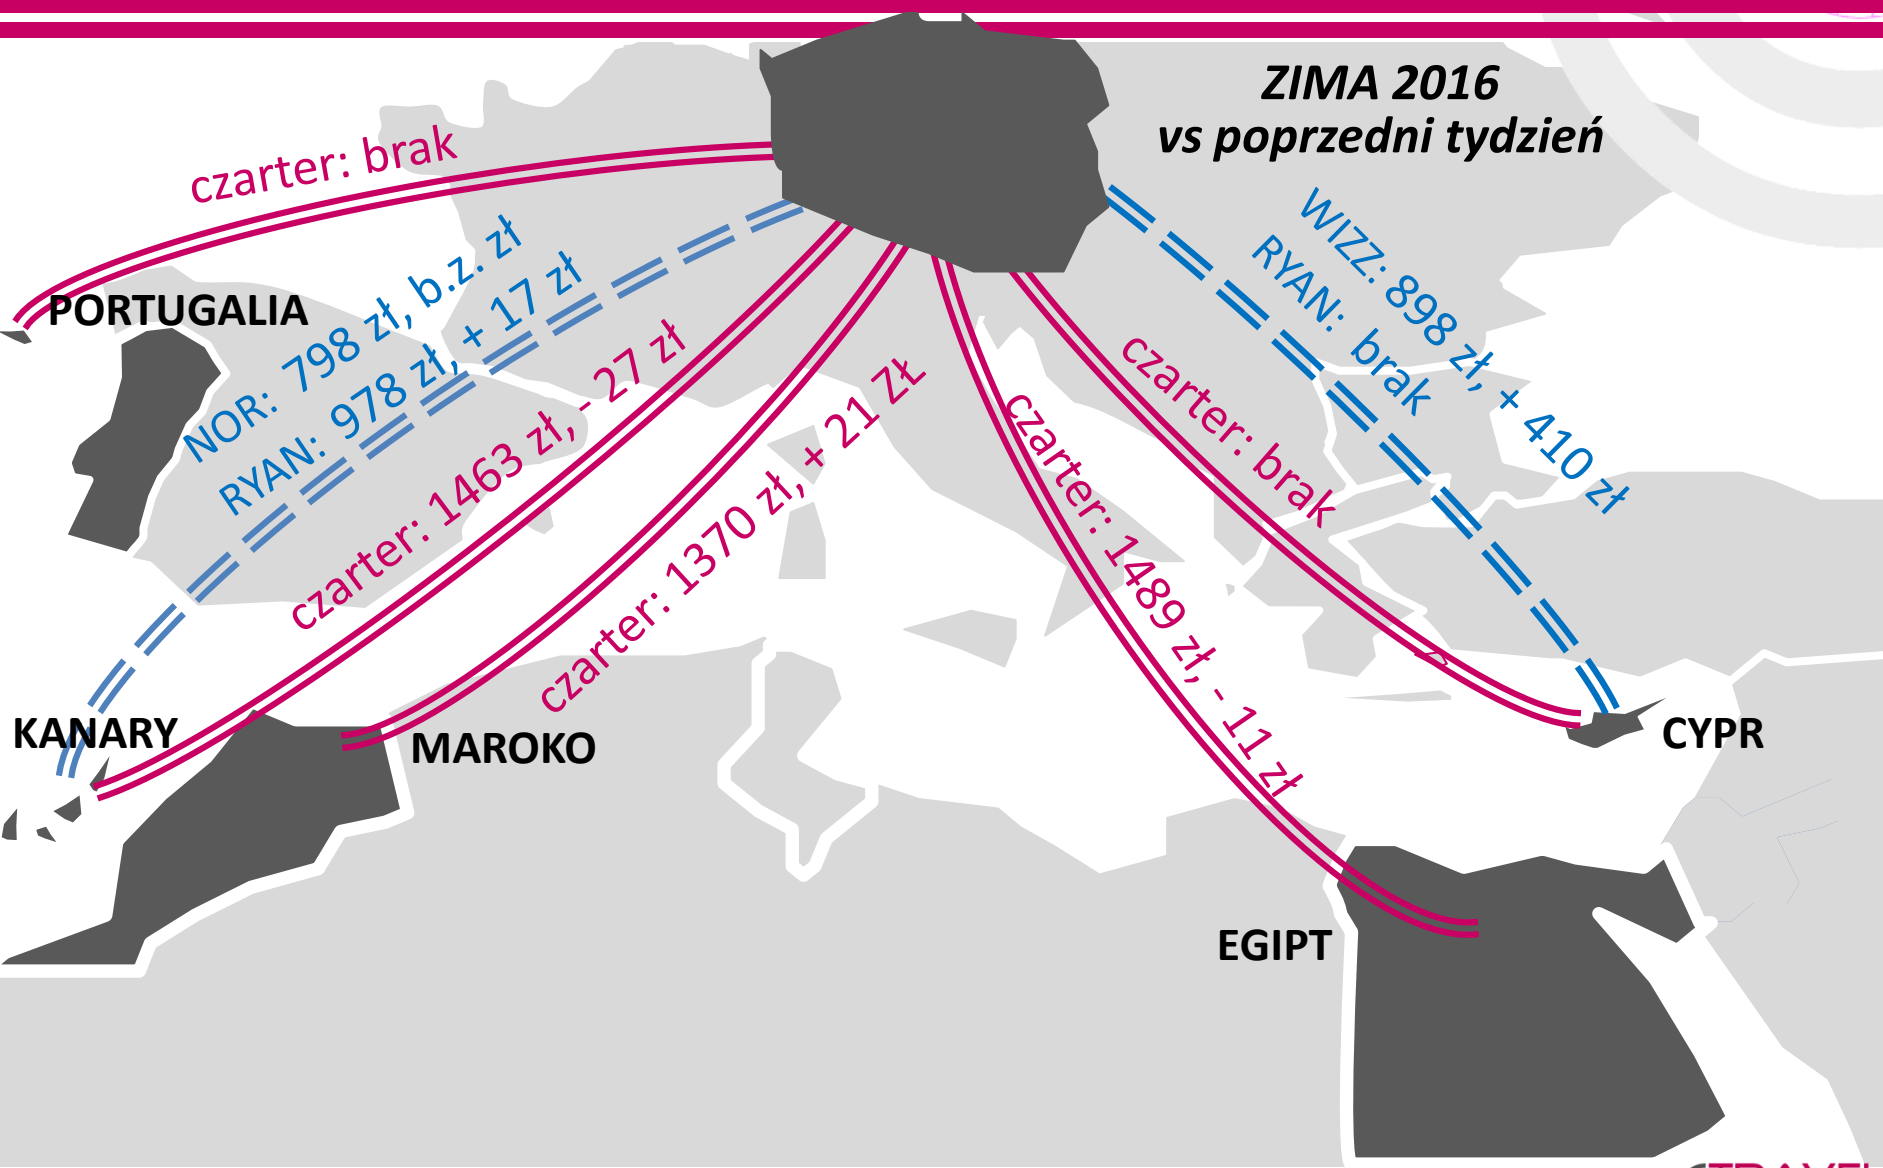 ZIMA 2016
vs poprzedni tydzień
czarter: brak
PORTUGALIA
NOR: 798 zł, b.z. zł
RYAN: 978 zł, + 17 zł
czarter: 1463 zł, - 27 zł
czarter: 1370 zł, + 21 ZŁ
czarter: 1489 zł, - 11 zł
czarter: brak
WIZZ: 898 zł, + 410 zł
RYAN: brak
KANARY
MAROKO
CYPR
EGIPT